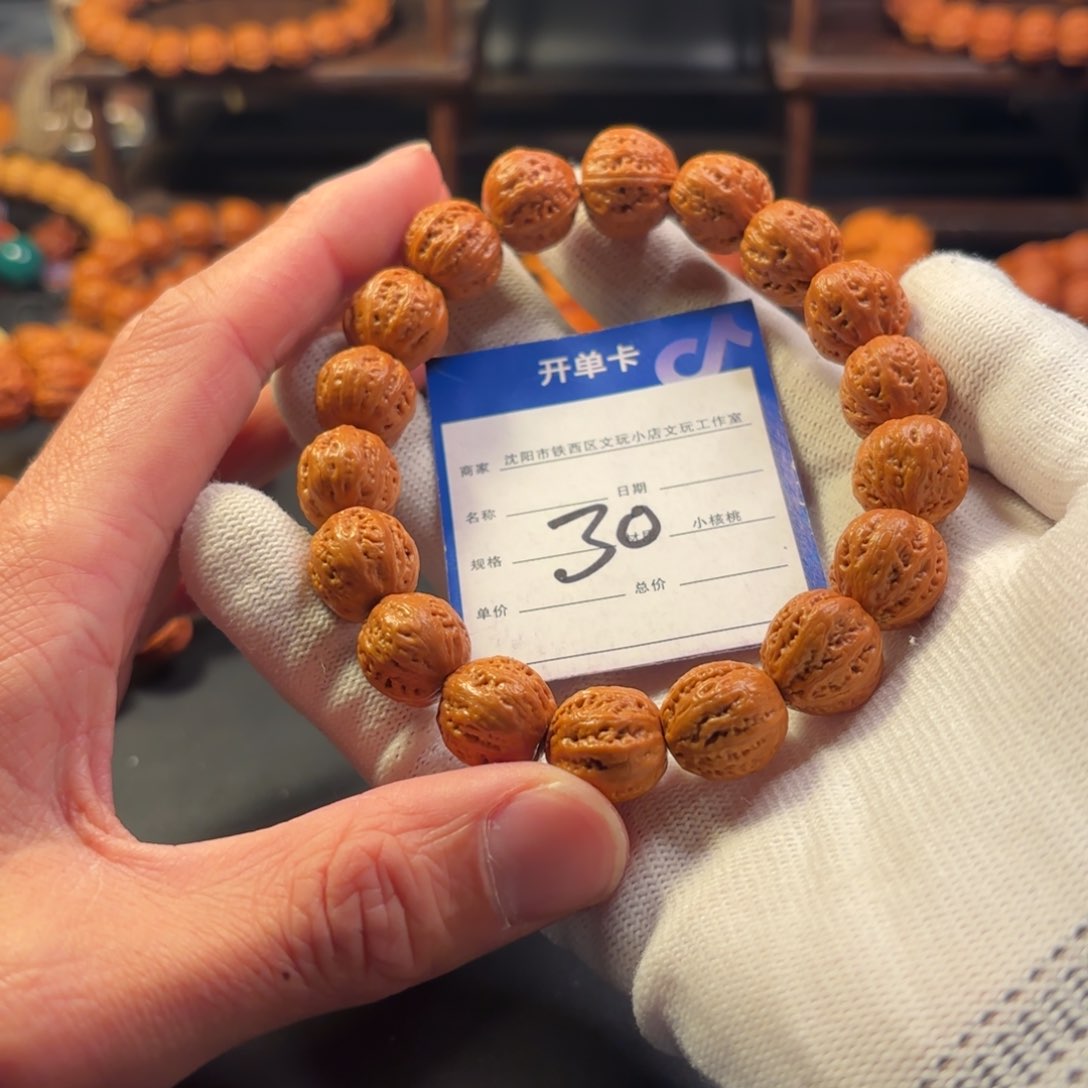 开单卡
商家 沈阳市铁西区文玩小店文玩工作室
名称 日期
规格 30 小核桃
单价 总价